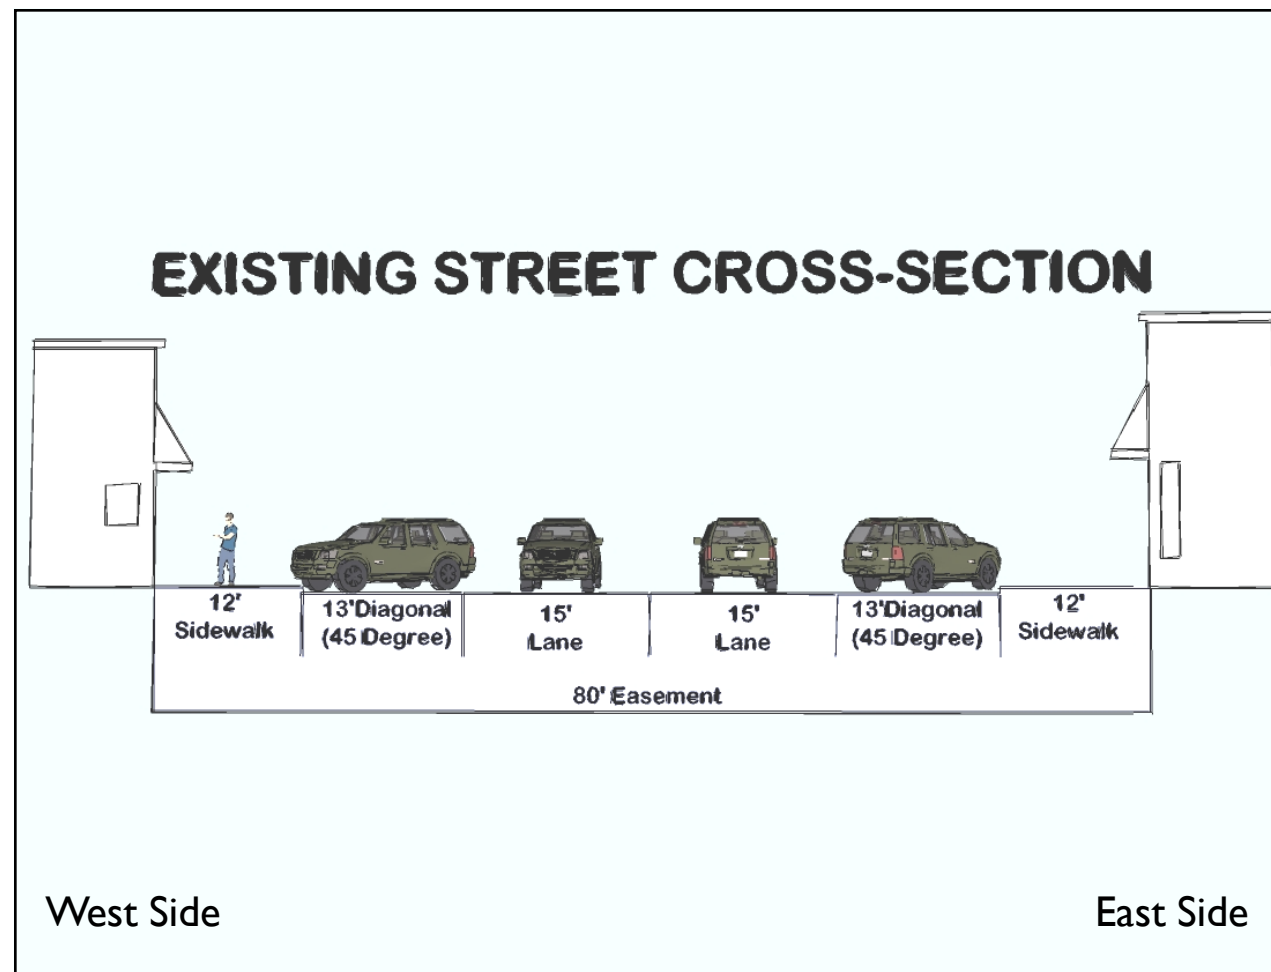 EXISTING STREET CROSS-SECTION
12'
Sidewalk
13'Diagonal
(45 Degree)
15'
Lane
15'
Lane
13'Diagonal
(45 Degree)
12'
Sidewalk
80' Easement
West Side
East Side